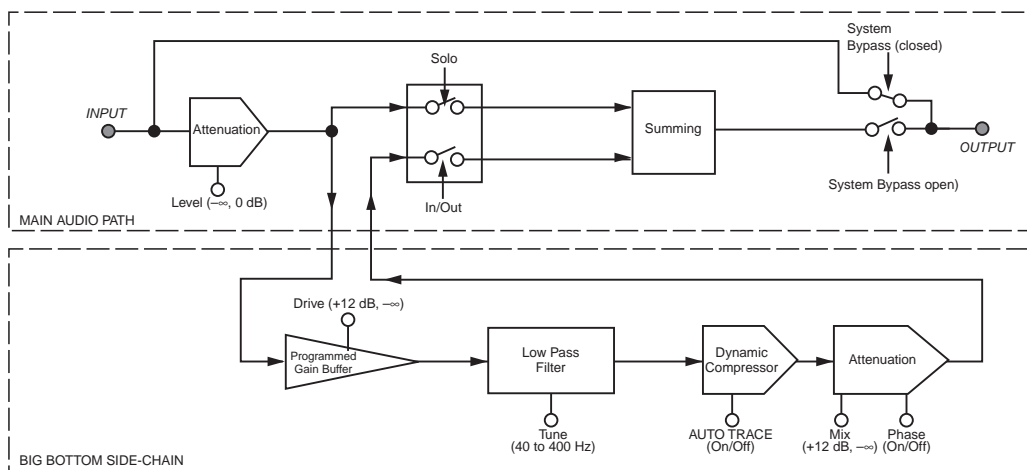 System
Bypass (closed)
Solo
INPUT
Attenuation
Summing
OUTPUT
Level (–∞, 0 dB)
In/Out
System Bypass open)
MAIN AUDIO PATH
Drive (+12 dB, –∞)
Programmed
Gain Buffer
Low Pass
Filter
Dynamic
Compressor
Attenuation
Tune
(40 to 400 Hz)
AUTO TRACE
(On/Off)
Mix
(+12 dB, –∞)
Phase
(On/Off)
BIG BOTTOM SIDE-CHAIN